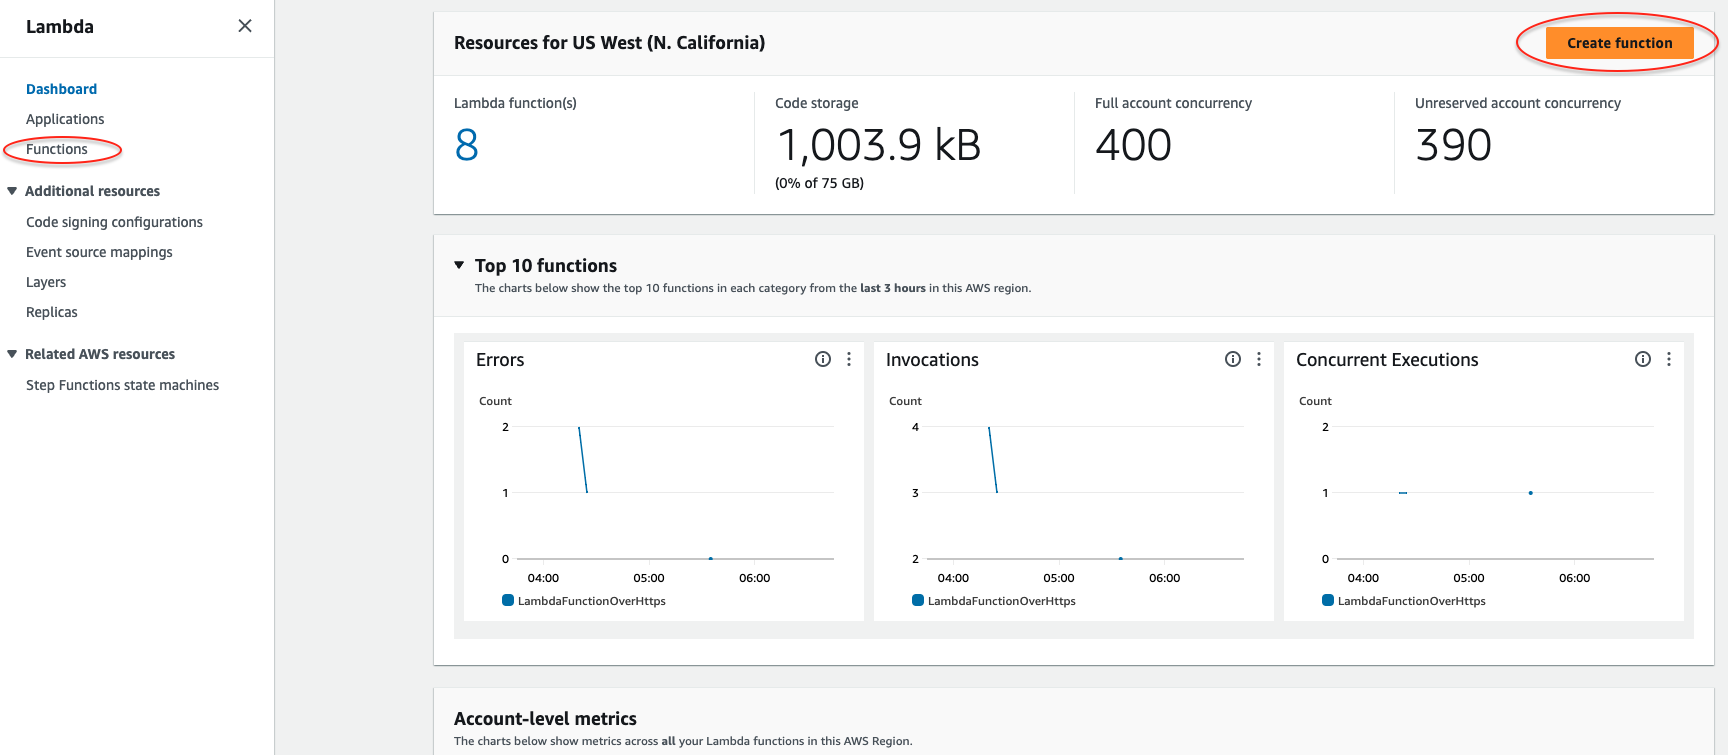 Lambda
Dashboard
Applications
Functions
Additional resources
Code signing configurations
Event source mappings
Layers
Replicas
Related AWS resources
Step Functions state machines
Resources for US West (N. California)
Create function
Lambda function(s)
8
Code storage
1,003.9 kB
(0% of 75 GB)
Full account concurrency
400
Unreserved account concurrency
390
Top 10 functions
The charts below show the top 10 functions in each category from the last 3 hours in this AWS region.
Errors
Count
2
1
0
04:00 05:00 06:00
LambdaFunctionOverHttps
Invocations
Count
4
3
2
04:00 05:00 06:00
LambdaFunctionOverHttps
Concurrent Executions
Count
2
1
0
04:00 05:00 06:00
LambdaFunctionOverHttps
Account-level metrics
The charts below show metrics across all your Lambda functions in this AWS Region.